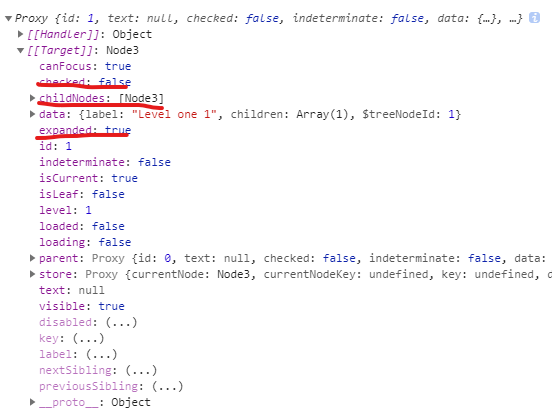 Proxy {id: 1, text: null, checked: false, indeterminate: false, data: {…}, …} i
[[Handler]]: Object
[[Target]]: Node3
canFocus: true
checked: false
childNodes: [Node3]
data: {label: "Level one 1", children: Array(1), $treeNodeId: 1}
expanded: true
id: 1
indeterminate: false
isCurrent: true
isLeaf: false
level: 1
loaded: false
loading: false
parent: Proxy {id: 0, text: null, checked: false, indeterminate: false, data:
store: Proxy {currentNode: Node3, currentNodeKey: undefined, key: undefined, d
text: null
visible: true
disabled: (...)
key: (...)
label: (...)
nextSibling: (...)
previousSibling: (...)
__proto__: Object